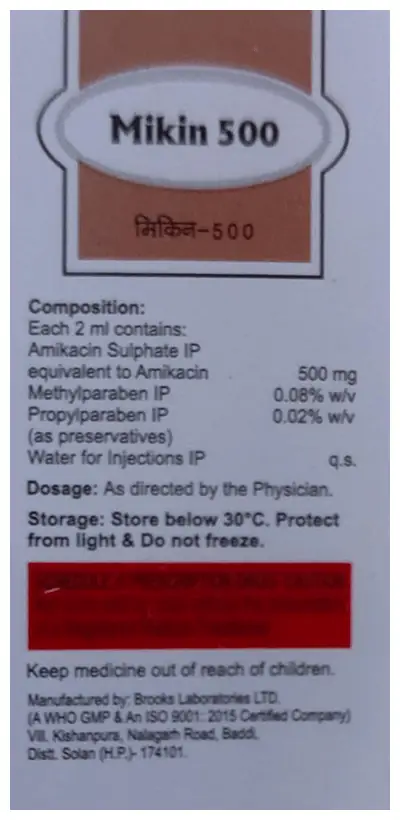 Mikin 500
मिकिन-500
Composition:
Each 2 ml contains:
Amikacin Sulphate IP
equivalent to Amikacin 500 mg
Methylparaben IP 0.08% w/v
Propylparaben IP 0.02% w/v
(as preservatives)
Water for Injections IP q.s.
Dosage: As directed by the Physician.
Storage: Store below 30°C. Protect
from light & Do not freeze.
Keep medicine out of reach of children.
Manufactured by: Brooks Laboratories LTD.
(A WHO GMP & An ISO 9001: 2015 Certified Company)
Vill. Kishanpura, Nalagarh Road, Baddi,
Distt. Solan (H.P.)- 174101.